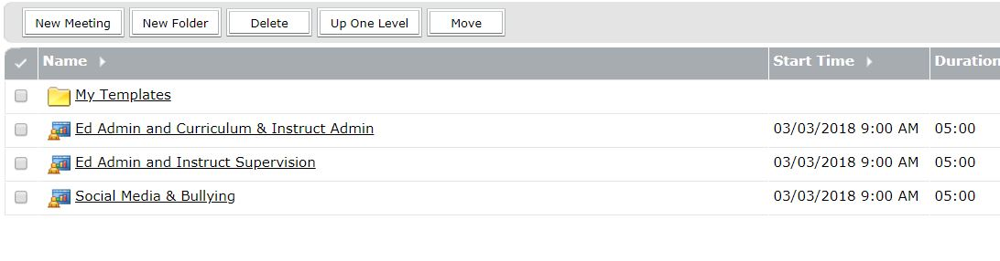 New Meeting New Folder Delete Up One Level Move
Name Start Time Duration
My Templates
Ed Admin and Curriculum & Instruct Admin 03/03/2018 9:00 AM 05:00
Ed Admin and Instruct Supervision 03/03/2018 9:00 AM 05:00
Social Media & Bullying 03/03/2018 9:00 AM 05:00